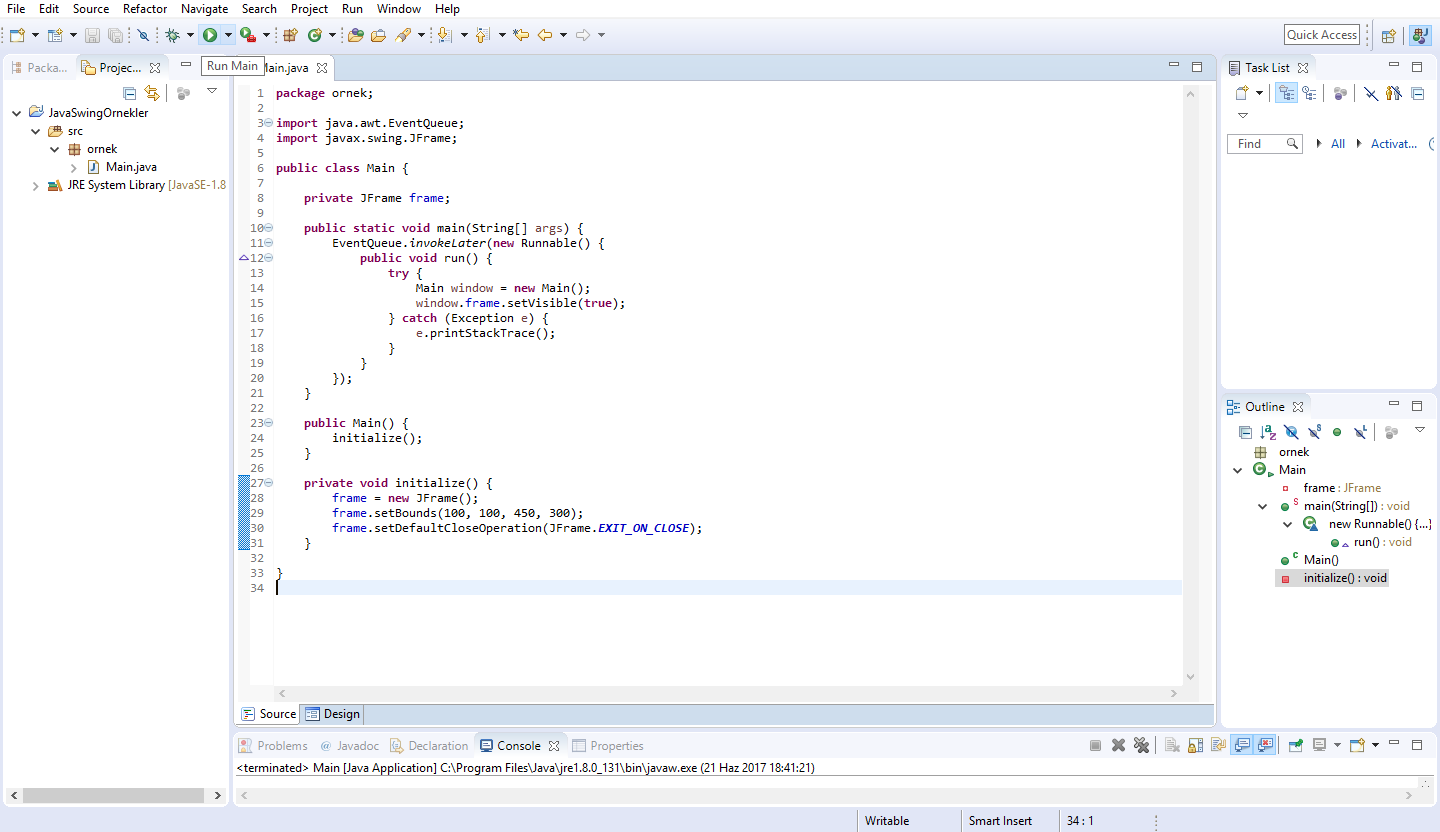 File Edit Source Refactor Navigate Search Project Run Window Help
Quick Access
Packa... Projec...
Run Main
Main.java
JavaSwingOrnekler
src
ornek
Main.java
JRE System Library [JavaSE-1.8
1 package ornek;
2
3 import java.awt.EventQueue;
4 import javax.swing.JFrame;
5
6 public class Main {
7
8 private JFrame frame;
9
10 public static void main(String[] args) {
11 EventQueue.invokeLater(new Runnable() {
12 public void run() {
13 try {
14 Main window = new Main();
15 window.frame.setVisible(true);
16 } catch (Exception e) {
17 e.printStackTrace();
18 }
19 }
20 });
21 }
22
23 public Main() {
24 initialize();
25 }
26
27 private void initialize() {
28 frame = new JFrame();
29 frame.setBounds(100, 100, 450, 300);
30 frame.setDefaultCloseOperation(JFrame.EXIT_ON_CLOSE);
31 }
32
33 }
34
Source Design
Task List
Find All Activat...
Outline
ornek
Main
frame : JFrame
main(String[]) : void
new Runnable() {...}
run() : void
Main()
initialize() : void
Problems @ Javadoc Declaration Console Properties
<terminated> Main [Java Application] C:\Program Files\Java\jre1.8.0_131\bin\javaw.exe (21 Haz 2017 18:41:21)
Writable Smart Insert 34 : 1